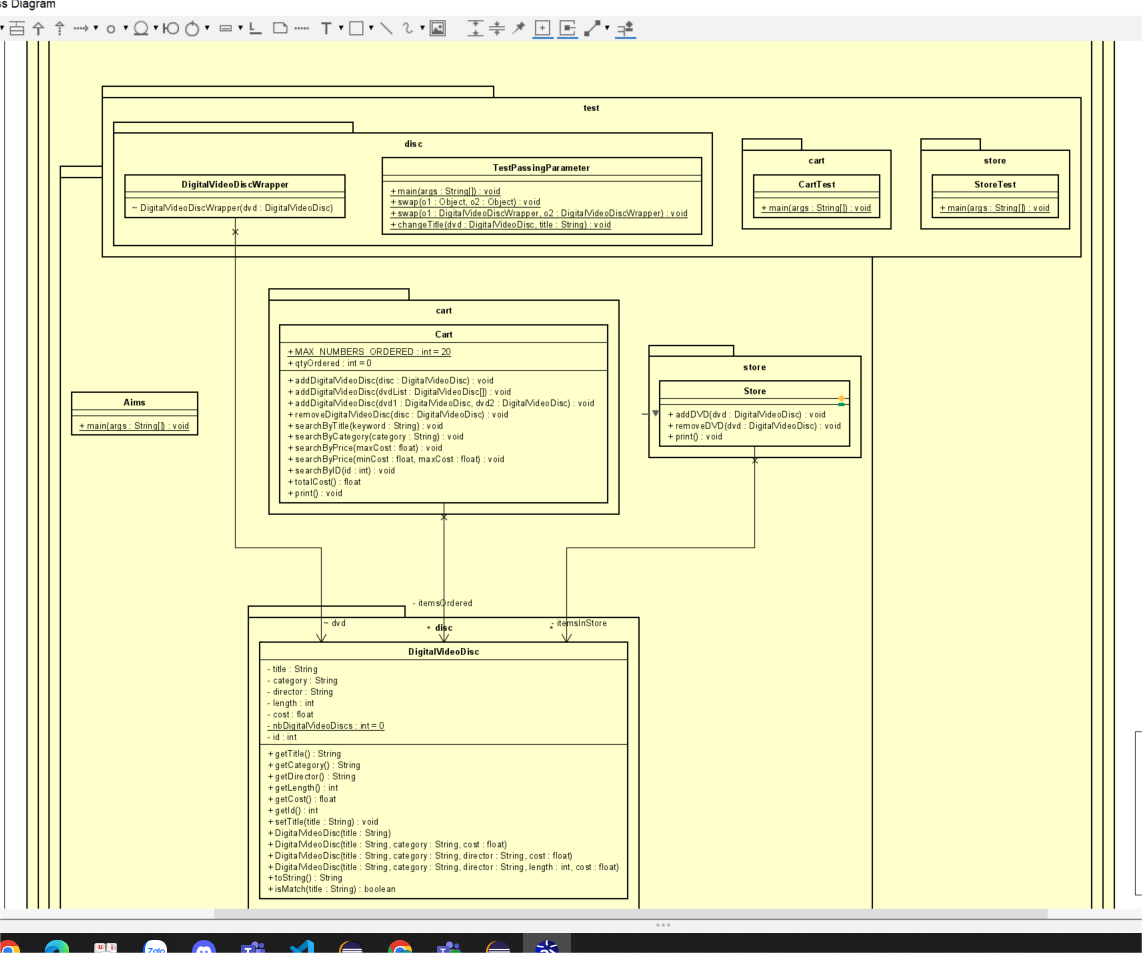 ss Diagram
test
disc
DigitalVideoDiscWrapper
~ DigitalVideoDiscWrapper(dvd : DigitalVideoDisc)
TestPassingParameter
+ main(args : String[]) : void
+ swap(o1 : Object, o2 : Object) : void
+ swap(o1 : DigitalVideoDiscWrapper, o2 : DigitalVideoDiscWrapper) : void
+ changeTitle(dvd : DigitalVideoDisc, title : String) : void
cart
CartTest
+ main(args : String[]) : void
store
StoreTest
+ main(args : String[]) : void
cart
Cart
+ MAX_NUMBERS_ORDERED : int = 20
+ qtyOrdered : int = 0
+ addDigitalVideoDisc(disc : DigitalVideoDisc) : void
+ addDigitalVideoDisc(dvdList : DigitalVideoDisc[]) : void
+ addDigitalVideoDisc(dvd1 : DigitalVideoDisc, dvd2 : DigitalVideoDisc) : void
+ removeDigitalVideoDisc(disc : DigitalVideoDisc) : void
+ searchByTitle(keyword : String) : void
+ searchByCategory(category : String) : void
+ searchByPrice(maxCost : float) : void
+ searchByPrice(minCost : float, maxCost : float) : void
+ searchByID(id : int) : void
+ totalCost() : float
+ print() : void
store
Store
+ addDVD(dvd : DigitalVideoDisc) : void
+ removeDVD(dvd : DigitalVideoDisc) : void
+ print() : void
Aims
+ main(args : String[]) : void
- itemsOrdered
~ dvd
* disc
* - itemsInStore
DigitalVideoDisc
- title : String
- category : String
- director : String
- length : int
- cost : float
- nbDigitalVideoDiscs : int = 0
- id : int
+ getTitle() : String
+ getCategory() : String
+ getDirector() : String
+ getLength() : int
+ getCost() : float
+ getId() : int
+ setTitle(title : String) : void
+ DigitalVideoDisc(title : String)
+ DigitalVideoDisc(title : String, category : String, cost : float)
+ DigitalVideoDisc(title : String, category : String, director : String, cost : float)
+ DigitalVideoDisc(title : String, category : String, director : String, length : int, cost : float)
+ toString() : String
+ isMatch(title : String) : boolean
Zalo